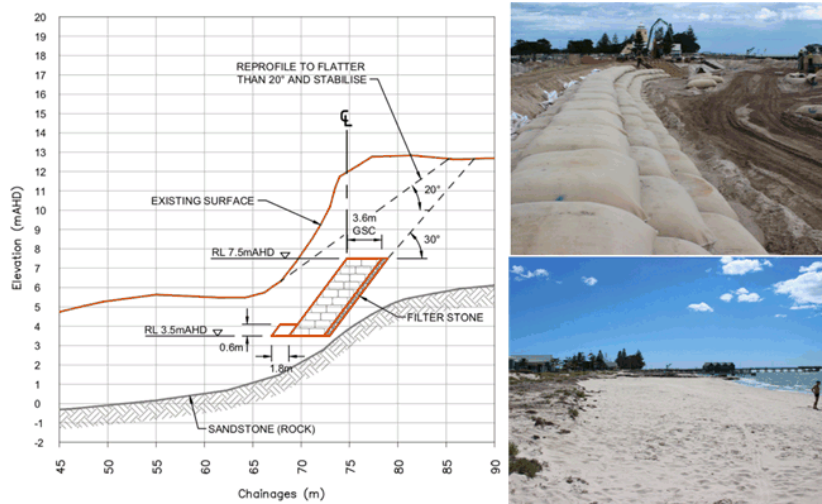 20
19
18
17
16
15
14
13
12
11
10
9
8
7
6
5
4
3
2
1
0
-1
-2
Elevation (mAHD)
REPROFILE TO FLATTER
THAN 20° AND STABILISE
CL
EXISTING SURFACE
20°
3.6m
GSC
30°
RL 7.5mAHD
FILTER STONE
RL 3.5mAHD
0.6m
1.8m
SANDSTONE (ROCK)
45 50 55 60 65 70 75 80 85 90
Chainages (m)